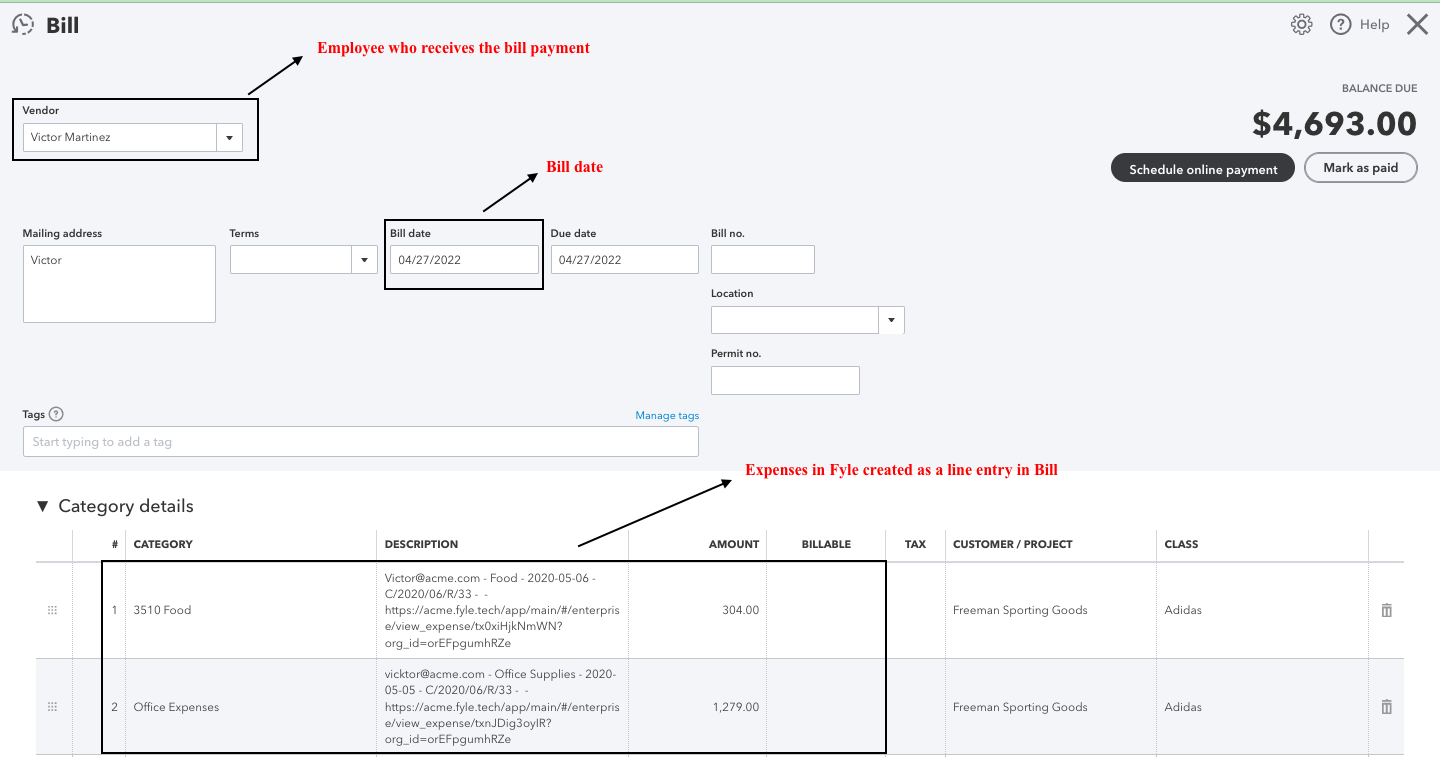 Bill
Help
Employee who receives the bill payment
BALANCE DUE
$4,693.00
Vendor
Victor Martinez
Schedule online payment
Mark as paid
Bill date
Mailing address
Terms
Bill date
Due date
Bill no.
Victor
04/27/2022
04/27/2022
Location
Permit no.
Tags ?
Manage tags
Start typing to add a tag
Expenses in Fyle created as a line entry in Bill
Category details
# CATEGORY DESCRIPTION AMOUNT BILLABLE TAX CUSTOMER / PROJECT CLASS
1 3510 Food
Victor@acme.com - Food - 2020-05-06 -
C/2020/06/R/33 - -
https://acme.fyle.tech/app/main/#/enterpris
e/view_expense/tx0xiHjkNmWN?
org_id=orEFpgumhRZe
304.00
Freeman Sporting Goods
Adidas
2 Office Expenses
vicktor@acme.com - Office Supplies - 2020-
05-05 - C/2020/06/R/33 - -
https://acme.fyle.tech/app/main/#/enterpris
e/view_expense/txnJDig3oyIR?
org_id=orEFpgumhRZe
1,279.00
Freeman Sporting Goods
Adidas